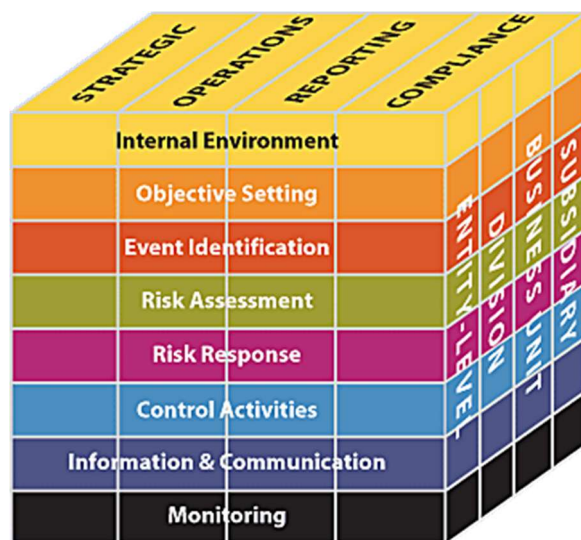 STRATEGIC
OPERATIONS
REPORTING
COMPLIANCE
Internal Environment
Objective Setting
Event Identification
Risk Assessment
Risk Response
Control Activities
Information & Communication
Monitoring
ENTITY-LEVEL
DIVISION
BUSINESS UNIT
SUBSIDIARY